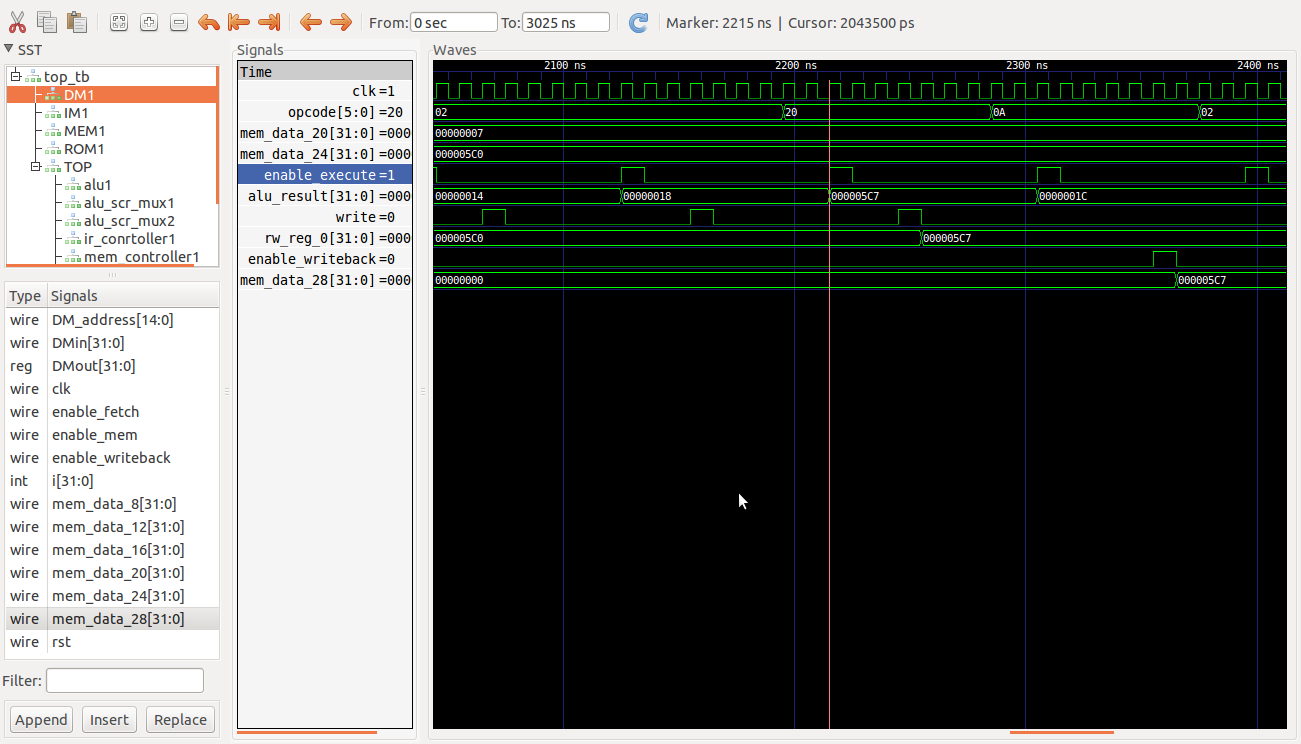 From: 0 sec To: 3025 ns Marker: 2215 ns | Cursor: 2043500 ps
SST
top_tb
DM1
IM1
MEM1
ROM1
TOP
alu1
alu_scr_mux1
alu_scr_mux2
ir_conrtoller1
mem_controller1
Type Signals
wire DM_address[14:0]
wire DMin[31:0]
reg DMout[31:0]
wire clk
wire enable_fetch
wire enable_mem
wire enable_writeback
int i[31:0]
wire mem_data_8[31:0]
wire mem_data_12[31:0]
wire mem_data_16[31:0]
wire mem_data_20[31:0]
wire mem_data_24[31:0]
wire mem_data_28[31:0]
wire rst
Filter:
Append Insert Replace
Signals
Time
clk =1
opcode[5:0] =20
mem_data_20[31:0] =000
mem_data_24[31:0] =000
enable_execute =1
alu_result[31:0] =000
write =0
rw_reg_0[31:0] =000
enable_writeback =0
mem_data_28[31:0] =000
Waves
2100 ns 2200 ns 2300 ns 2400 ns
02 20 0A 02
00000007
000005C0
00000014 00000018 000005C7 0000001C
000005C0 000005C7
00000000 000005C7